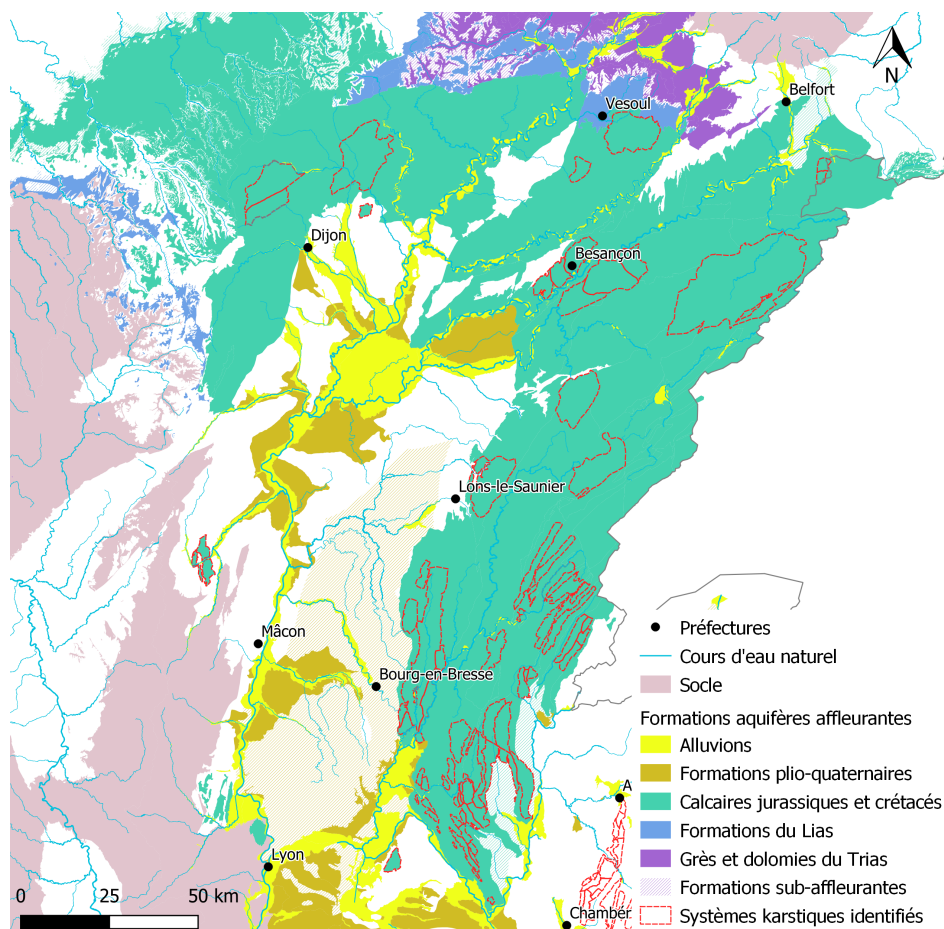 N
Belfort
Vesoul
Dijon
Besançon
Lons-le-Saunier
Mâcon
Bourg-en-Bresse
Lyon
A
Chamber
0 25 50 km
Préfectures
Cours d'eau naturel
Socle
Formations aquifères affleurantes
Alluvions
Formations plio-quaternaires
Calcaires jurassiques et crétacés
Formations du Lias
Grès et dolomies du Trias
Formations sub-affleurantes
Systèmes karstiques identifiés